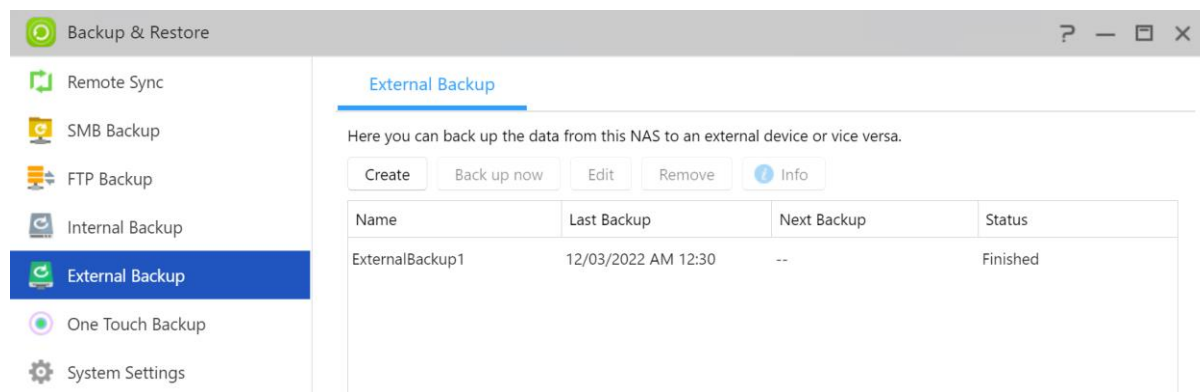 Backup & Restore
Remote Sync
SMB Backup
FTP Backup
Internal Backup
External Backup
One Touch Backup
System Settings
External Backup
Here you can back up the data from this NAS to an external device or vice versa.
Create Back up now Edit Remove i Info
Name Last Backup Next Backup Status
ExternalBackup1 12/03/2022 AM 12:30 -- Finished